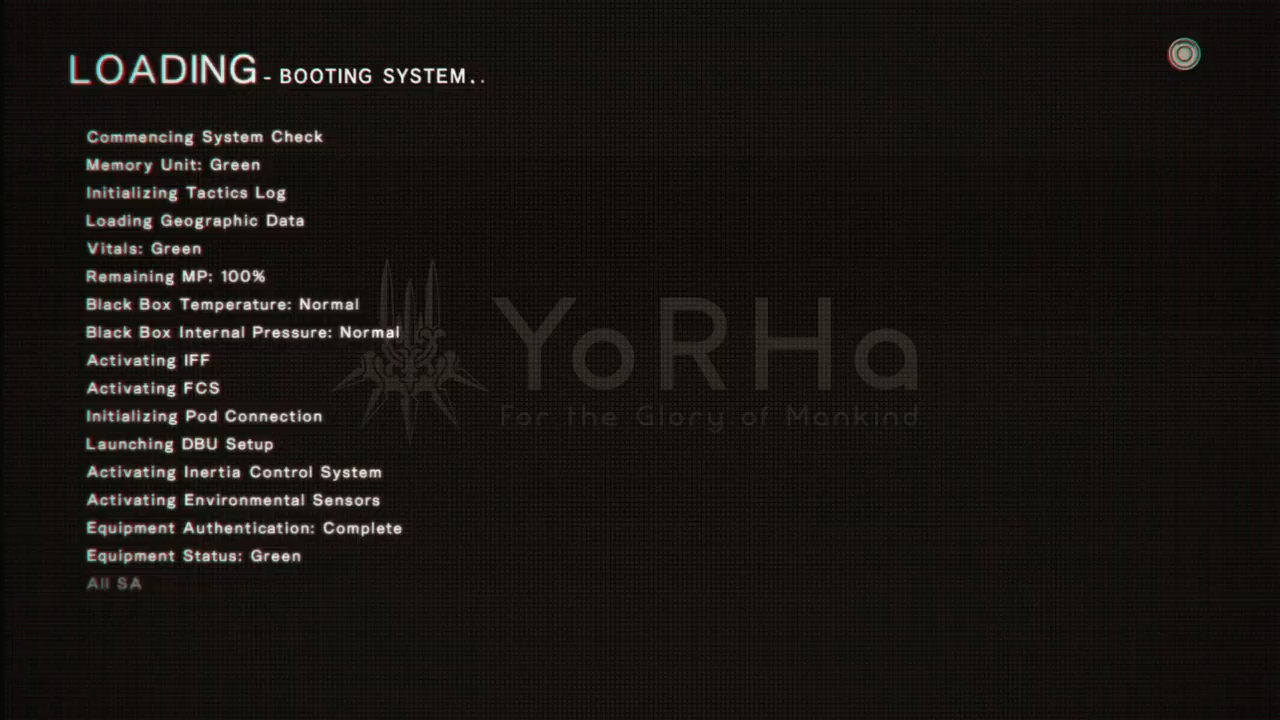 LOADING - BOOTING SYSTEM..
Commencing System Check
Memory Unit: Green
Initializing Tactics Log
Loading Geographic Data
Vitals: Green
Remaining MP: 100%
Black Box Temperature: Normal
Black Box Internal Pressure: Normal
Activating IFF
Activating FCS
Initializing Pod Connection
Launching DBU Setup
Activating Inertia Control System
Activating Environmental Sensors
Equipment Authentication: Complete
Equipment Status: Green
All SA
YoRHa
For the Glory of Mankind